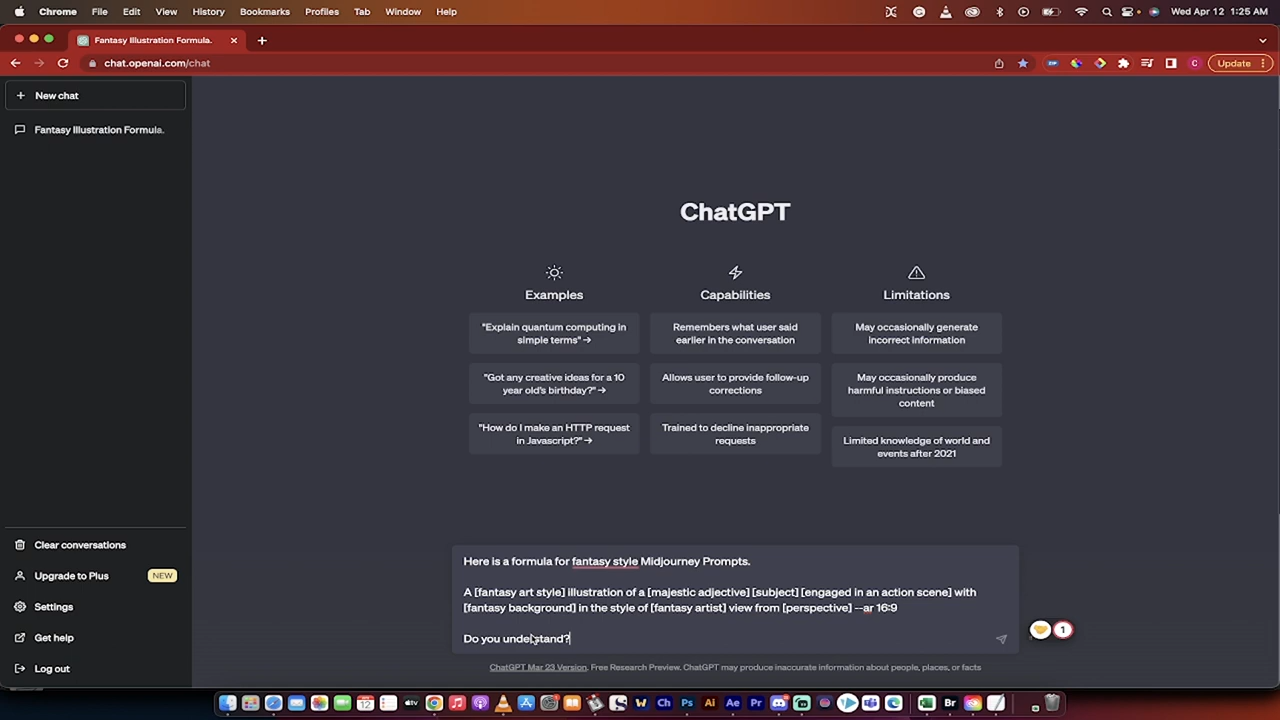 Chrome File Edit View History Bookmarks Profiles Tab Window Help Wed Apr 12 1:25 AM
Fantasy Illustration Formula.
chat.openai.com/chat
ZIP
C
Update
New chat
Fantasy Illustration Formula.
ChatGPT
Examples
Capabilities
Limitations
"Explain quantum computing in
simple terms" →
Remembers what user said
earlier in the conversation
May occasionally generate
incorrect information
"Got any creative ideas for a 10
year old's birthday?" →
Allows user to provide follow-up
corrections
May occasionally produce
harmful instructions or biased
content
"How do I make an HTTP request
in Javascript?" →
Trained to decline inappropriate
requests
Limited knowledge of world and
events after 2021
Clear conversations
Upgrade to Plus NEW
Settings
Get help
Log out
Here is a formula for fantasy style Midjourney Prompts.
A [fantasy art style] illustration of a [majestic adjective] [subject] [engaged in an action scene] with
[fantasy background] in the style of [fantasy artist] view from [perspective] --ar 16:9
Do you understand?
1
ChatGPT Mar 23 Version. Free Research Preview. ChatGPT may produce inaccurate information about people, places, or facts
12
W
Ch
Ps
Ai
Ae
Pr
Br